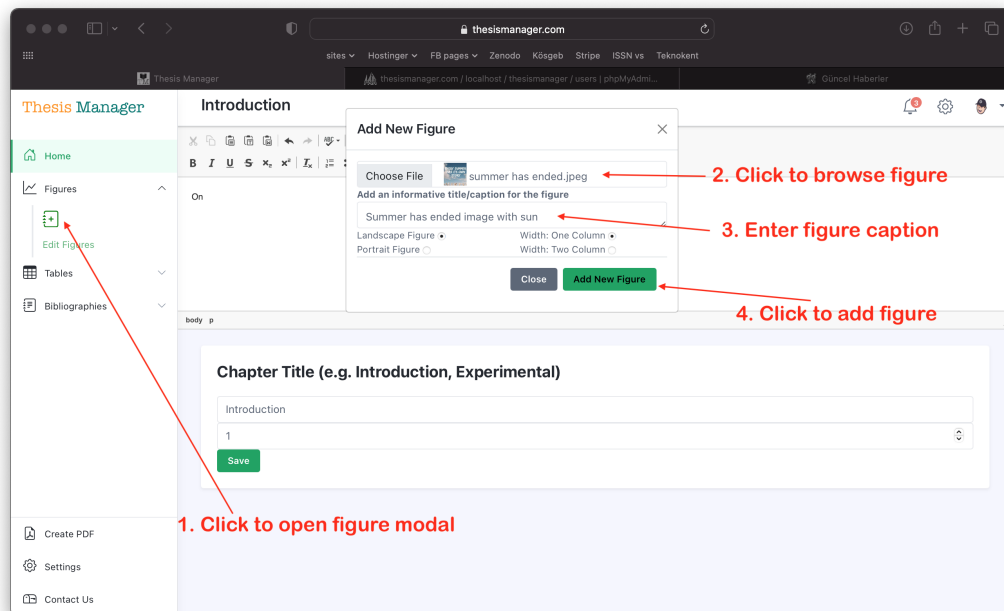 thesismanager.com
sites Hostinger FB pages Zenodo Kösgeb Stripe ISSN vs Teknokent
Thesis Manager
thesismanager.com / localhost / thesismanager / users | phpMyAdmi...
Güncel Haberler
Thesis Manager
Introduction
3
Home
Figures
Edit Figures
Tables
Bibliographies
B I U S x₂ x² Tx
ABC
On
body p
Add New Figure
Choose File summer has ended.jpeg
Add an informative title/caption for the figure
Summer has ended image with sun
Landscape Figure Width: One Column
Portrait Figure Width: Two Column
Close Add New Figure
2. Click to browse figure
3. Enter figure caption
4. Click to add figure
Chapter Title (e.g. Introduction, Experimental)
Introduction
1
Save
1. Click to open figure modal
Create PDF
Settings
Contact Us